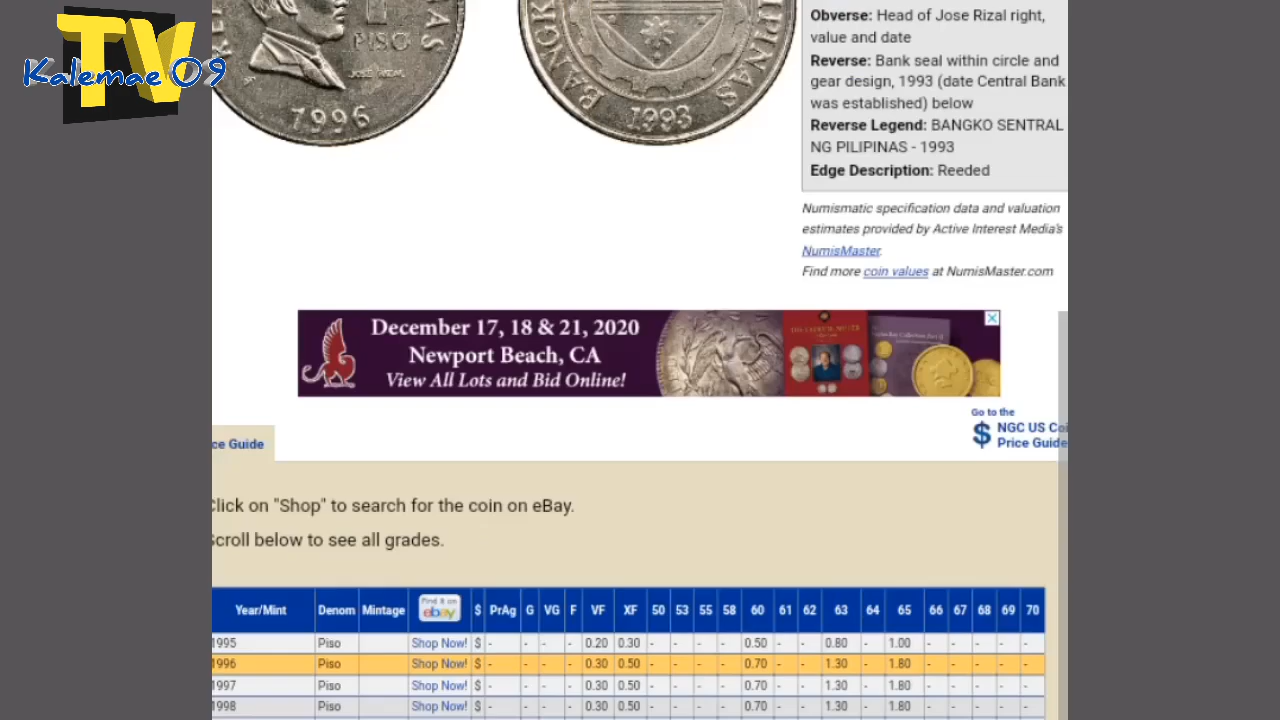 TV
Kalemae 09
PISO
1996
BANGK
PILIPINAS
1993
Obverse: Head of Jose Rizal right,
value and date
Reverse: Bank seal within circle and
gear design, 1993 (date Central Bank
was established) below
Reverse Legend: BANGKO SENTRAL
NG PILIPINAS - 1993
Edge Description: Reeded
Numismatic specification data and valuation
estimates provided by Active Interest Media's
NumisMaster.
Find more coin values at NumisMaster.com
December 17, 18 & 21, 2020
Newport Beach, CA
View All Lots and Bid Online!
Go to the
$ NGC US Coi
Price Guide
ce Guide
Click on "Shop" to search for the coin on eBay.
Scroll below to see all grades.
Year/Mint Denom Mintage Find it on ebay $ PrAg G VG F VF XF 50 53 55 58 60 61 62 63 64 65 66 67 68 69 70
1995 Piso Shop Now! $ - - - - 0.20 0.30 - - - - 0.50 - - 0.80 - 1.00 - - - - -
1996 Piso Shop Now! $ - - - - 0.30 0.50 - - - - 0.70 - - 1.30 - 1.80 - - - - -
1997 Piso Shop Now! $ - - - - 0.30 0.50 - - - - 0.70 - - 1.30 - 1.80 - - - - -
1998 Piso Shop Now! $ - - - - 0.30 0.50 - - - - 0.70 - - 1.30 - 1.80 - - - - -